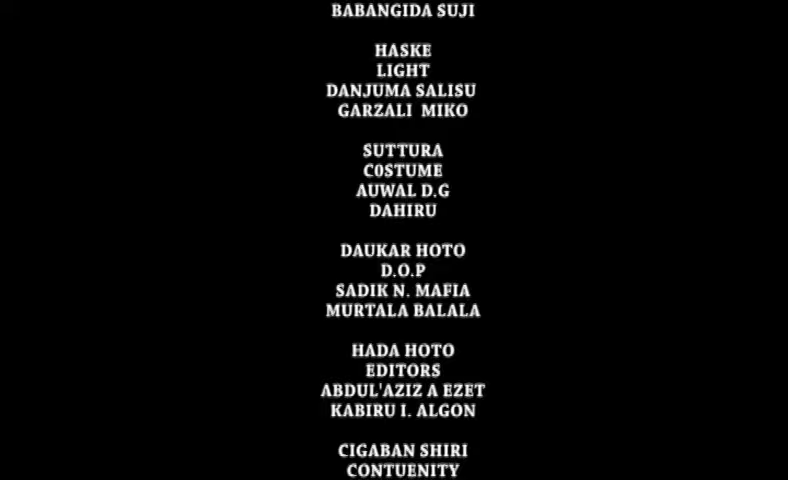 BABANGIDA SUJI
HASKE
LIGHT
DANJUMA SALISU
GARZALI MIKO
SUTTURA
C0STUME
AUWAL D.G
DAHIRU
DAUKAR HOTO
D.O.P
SADIK N. MAFIA
MURTALA BALALA
HADA HOTO
EDITORS
ABDUL'AZIZ A EZET
KABIRU I. ALGON
CIGABAN SHIRI
CONTUENITY